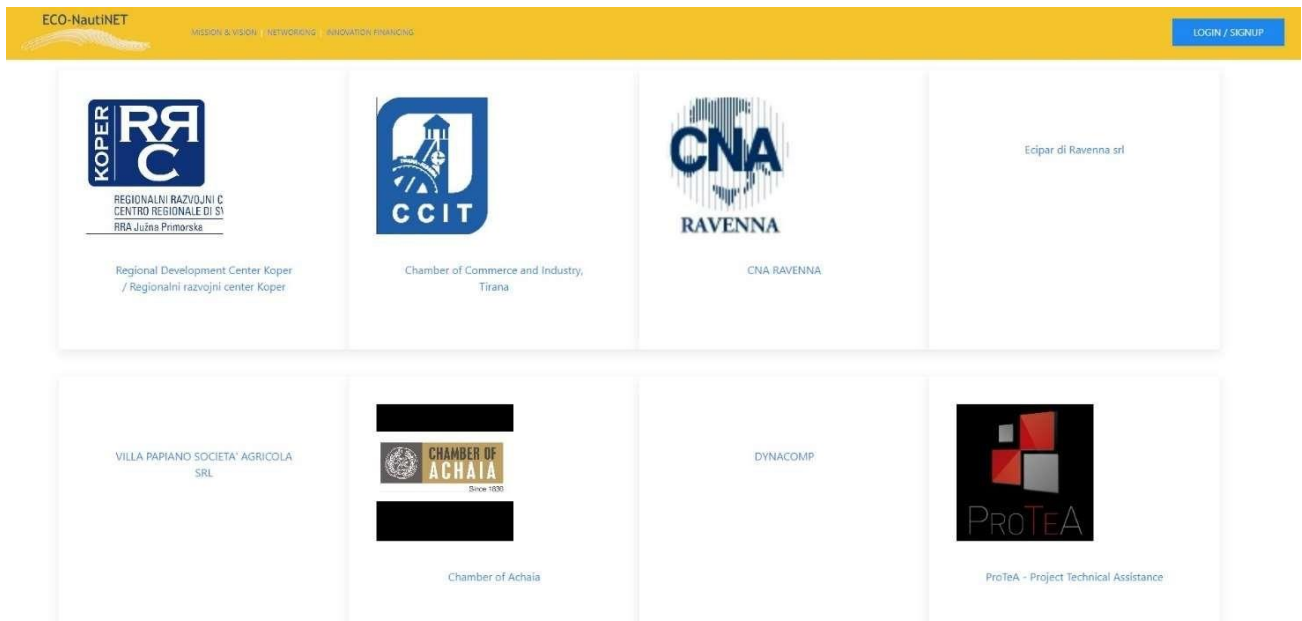 ECO-NautiNET
MISSION & VISION | NETWORKING | INNOVATION FINANCING
LOGIN / SIGNUP
KOPER
RRC
REGIONALNI RAZVOJNI C
CENTRO REGIONALE DI SV
RRA Južna Primorska
Regional Development Center Koper
/ Regionalni razvojni center Koper
CCIT
Chamber of Commerce and Industry,
Tirana
CNA
RAVENNA
CNA RAVENNA
Ecipar di Ravenna srl
VILLA PAPIANO SOCIETA' AGRICOLA
SRL
CHAMBER OF
ACHAIA
Since 1836
Chamber of Achaia
DYNACOMP
PROTEA
ProTeA - Project Technical Assistance